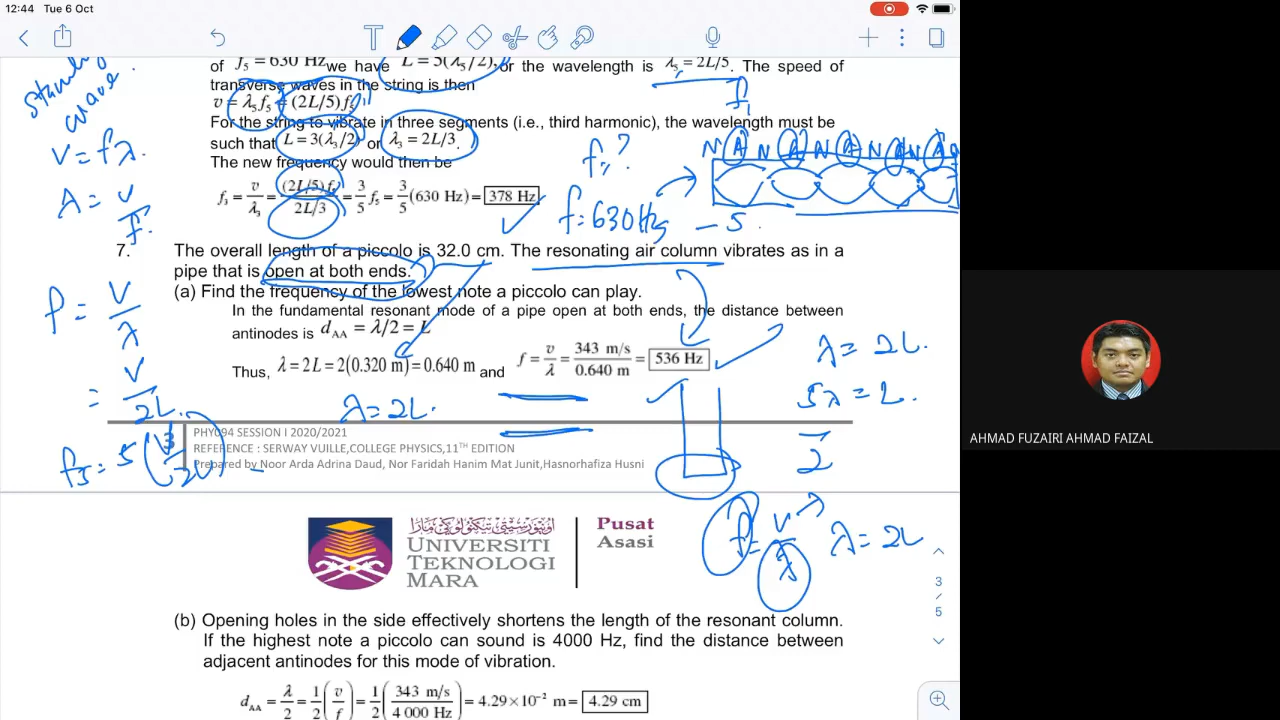 12:44 Tue 6 Oct
of f₅ = 630 Hz we have L = 5(λ₅/2), or the wavelength is λ₅ = 2L/5. The speed of
transverse waves in the string is then
v = λ₅f₅ = (2L/5)f₅
For the string to vibrate in three segments (i.e., third harmonic), the wavelength must be
such that L = 3(λ₃/2) or λ₃ = 2L/3.
The new frequency would then be
f₃ = v/λ₃ = (2L/5)f₅/(2L/3) = 3/5 f₅ = 3/5 (630 Hz) = 378 Hz
standing wave
v = fλ.
λ = v/f
f = v/λ
= v/2L
N A N A N A N A N A
f = 630 Hz – 5
7. The overall length of a piccolo is 32.0 cm. The resonating air column vibrates as in a
pipe that is open at both ends.
(a) Find the frequency of the lowest note a piccolo can play.
In the fundamental resonant mode of a pipe open at both ends, the distance between
antinodes is dAA = λ/2 = L
Thus, λ = 2L = 2(0.320 m) = 0.640 m and f = v/λ = 343 m/s / 0.640 m = 536 Hz
λ = 2L.
λ = 2L.
5λ/2 = L.
f = v/λ λ = 2L
PHY094 SESSION I 2020/2021
REFERENCE : SERWAY VUILLE,COLLEGE PHYSICS,11TH EDITION
Prepared by Noor Arda Adrina Daud, Nor Faridah Hanim Mat Junit,Hasnorhafiza Husni
اونيۏرسيتي تيكنولوڬي مارا
UNIVERSITI
TEKNOLOGI
MARA
Pusat
Asasi
(b) Opening holes in the side effectively shortens the length of the resonant column.
If the highest note a piccolo can sound is 4000 Hz, find the distance between
adjacent antinodes for this mode of vibration.
dAA = λ/2 = 1/2 (v/f) = 1/2 (343 m/s / 4 000 Hz) = 4.29×10⁻² m = 4.29 cm
3
/
5
AHMAD FUZAIRI AHMAD FAIZAL